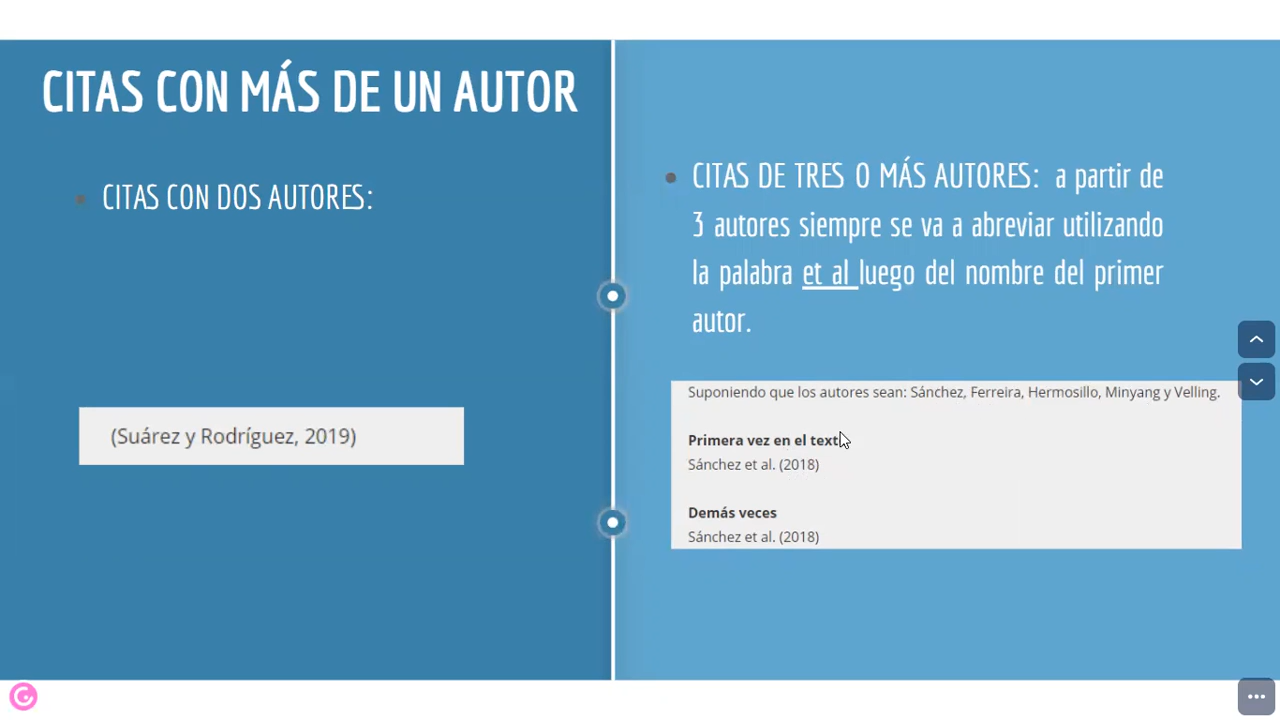 CITAS CON MÁS DE UN AUTOR
CITAS CON DOS AUTORES:
(Suárez y Rodríguez, 2019)
CITAS DE TRES O MÁS AUTORES: a partir de
3 autores siempre se va a abreviar utilizando
la palabra et al luego del nombre del primer
autor.
Suponiendo que los autores sean: Sánchez, Ferreira, Hermosillo, Minyang y Velling.
Primera vez en el text
Sánchez et al. (2018)
Demás veces
Sánchez et al. (2018)